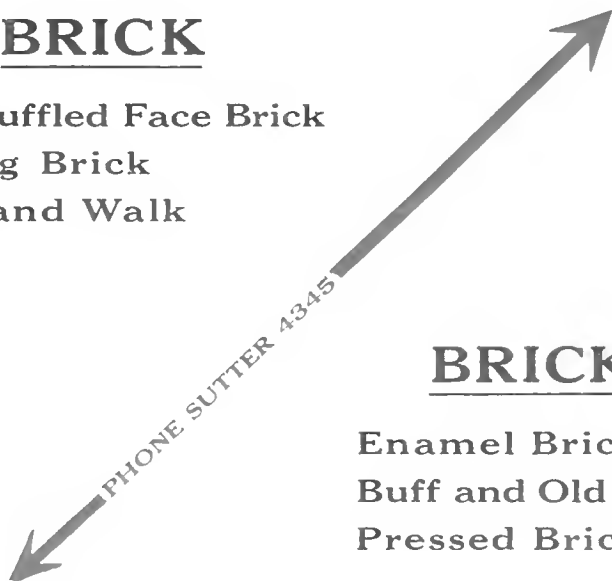 BRICK
uffled Face Brick
g Brick
and Walk
PHONE SUTTER 4345
BRICK
Enamel Bric
Buff and Old
Pressed Bric